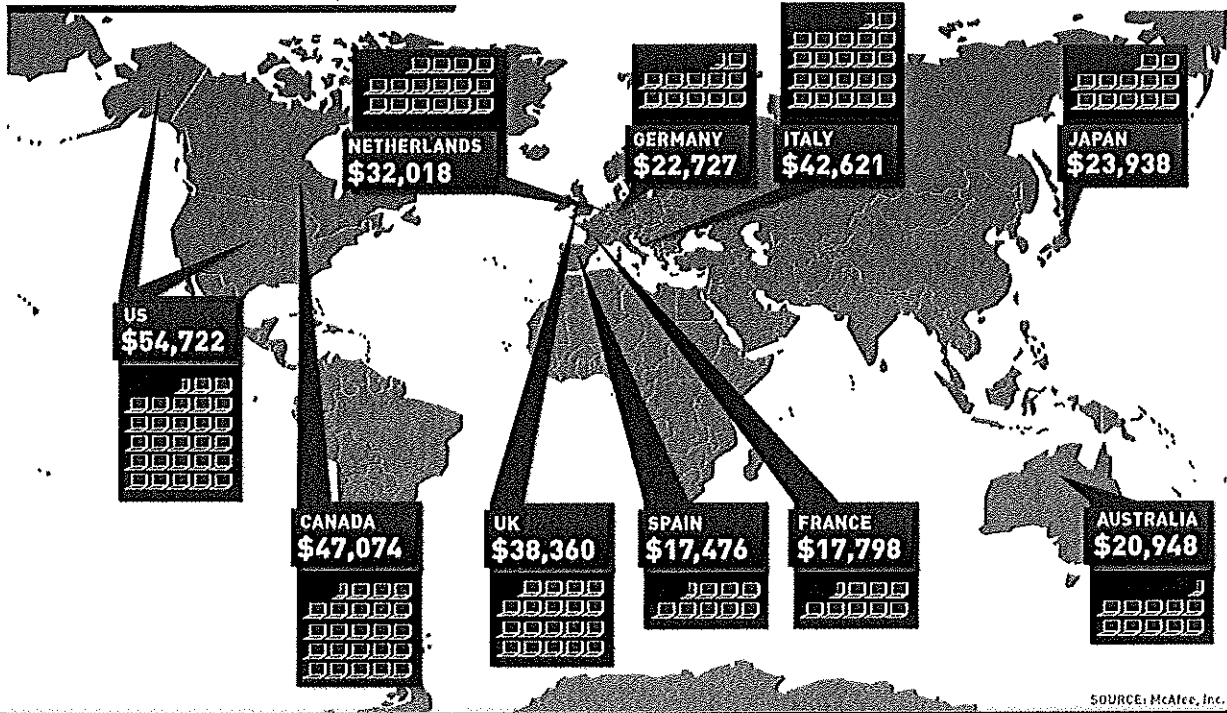 NETHERLANDS
$32,018
GERMANY
$22,727
ITALY
$42,621
JAPAN
$23,938
US
$54,722
CANADA
$47,074
UK
$38,360
SPAIN
$17,476
FRANCE
$17,798
AUSTRALIA
$20,948
SOURCE: McAfee, Inc